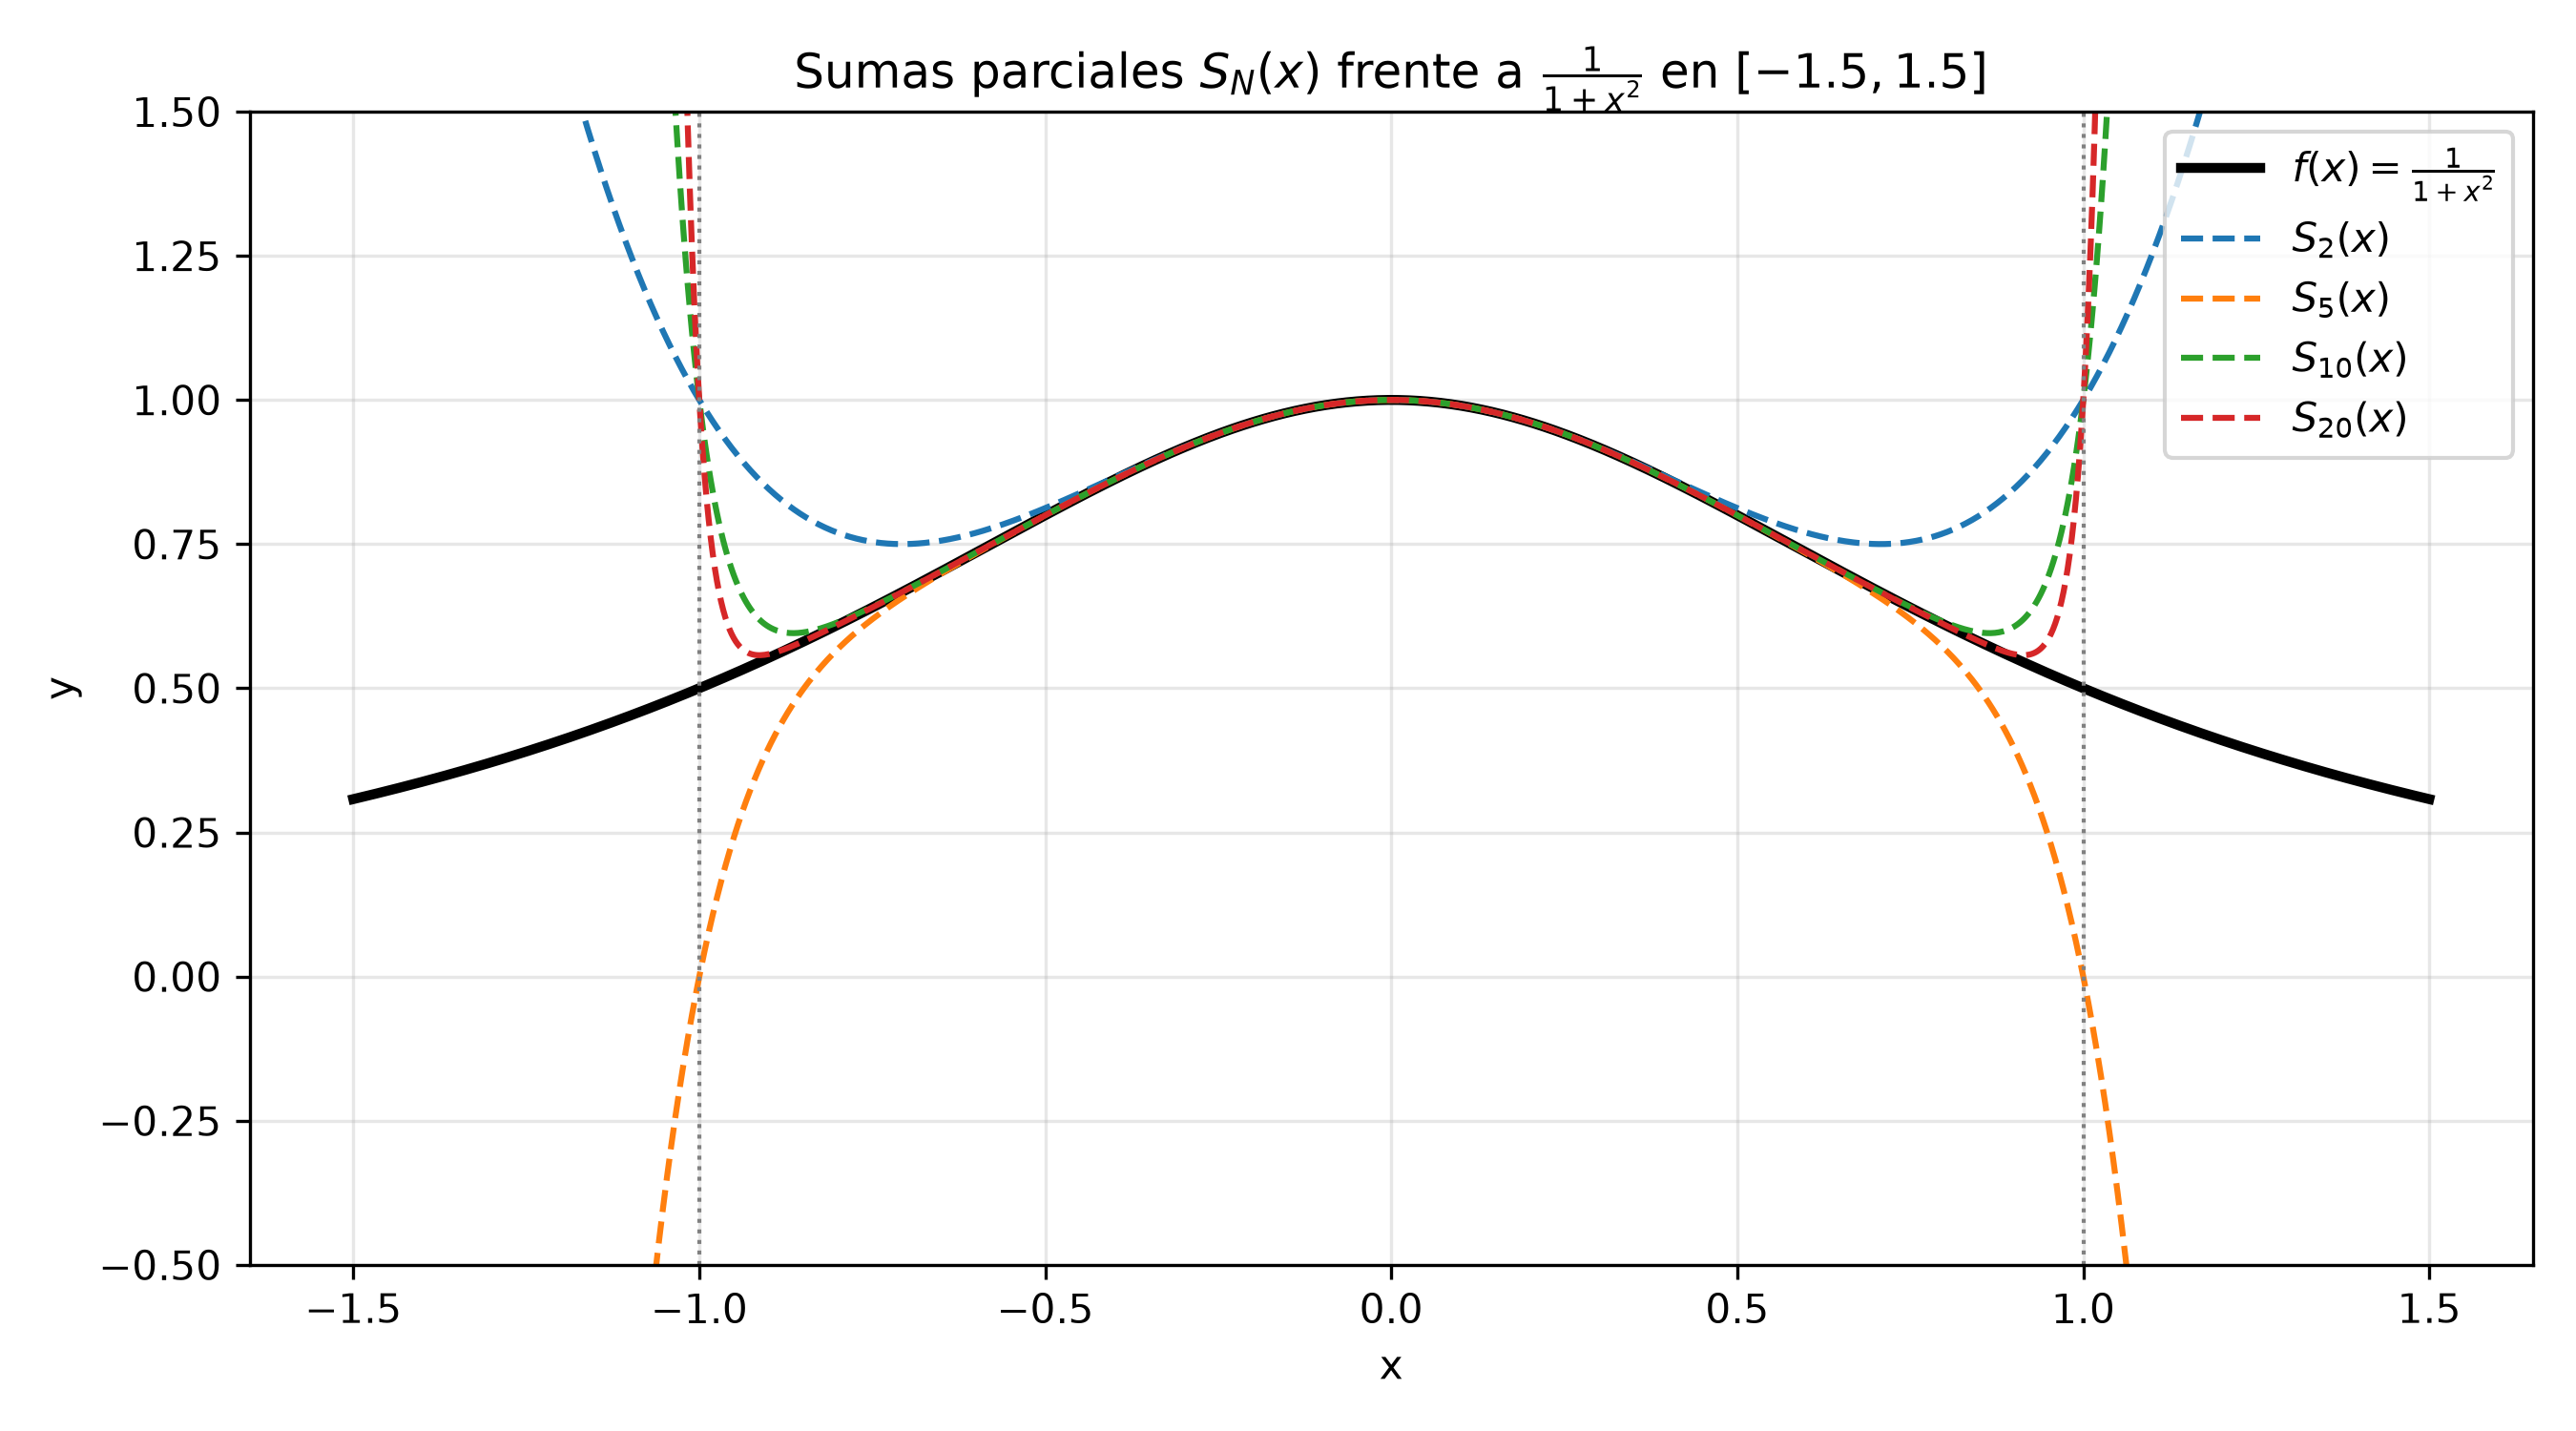 Sumas parciales $S_N(x)$ frente a $\frac{1}{1+x^2}$ en $[-1.5, 1.5]$
1.50
1.25
1.00
0.75
0.50
0.25
0.00
−0.25
−0.50
y
$f(x) = \frac{1}{1+x^2}$
$S_2(x)$
$S_5(x)$
$S_{10}(x)$
$S_{20}(x)$
−1.5 −1.0 −0.5 0.0 0.5 1.0 1.5
x